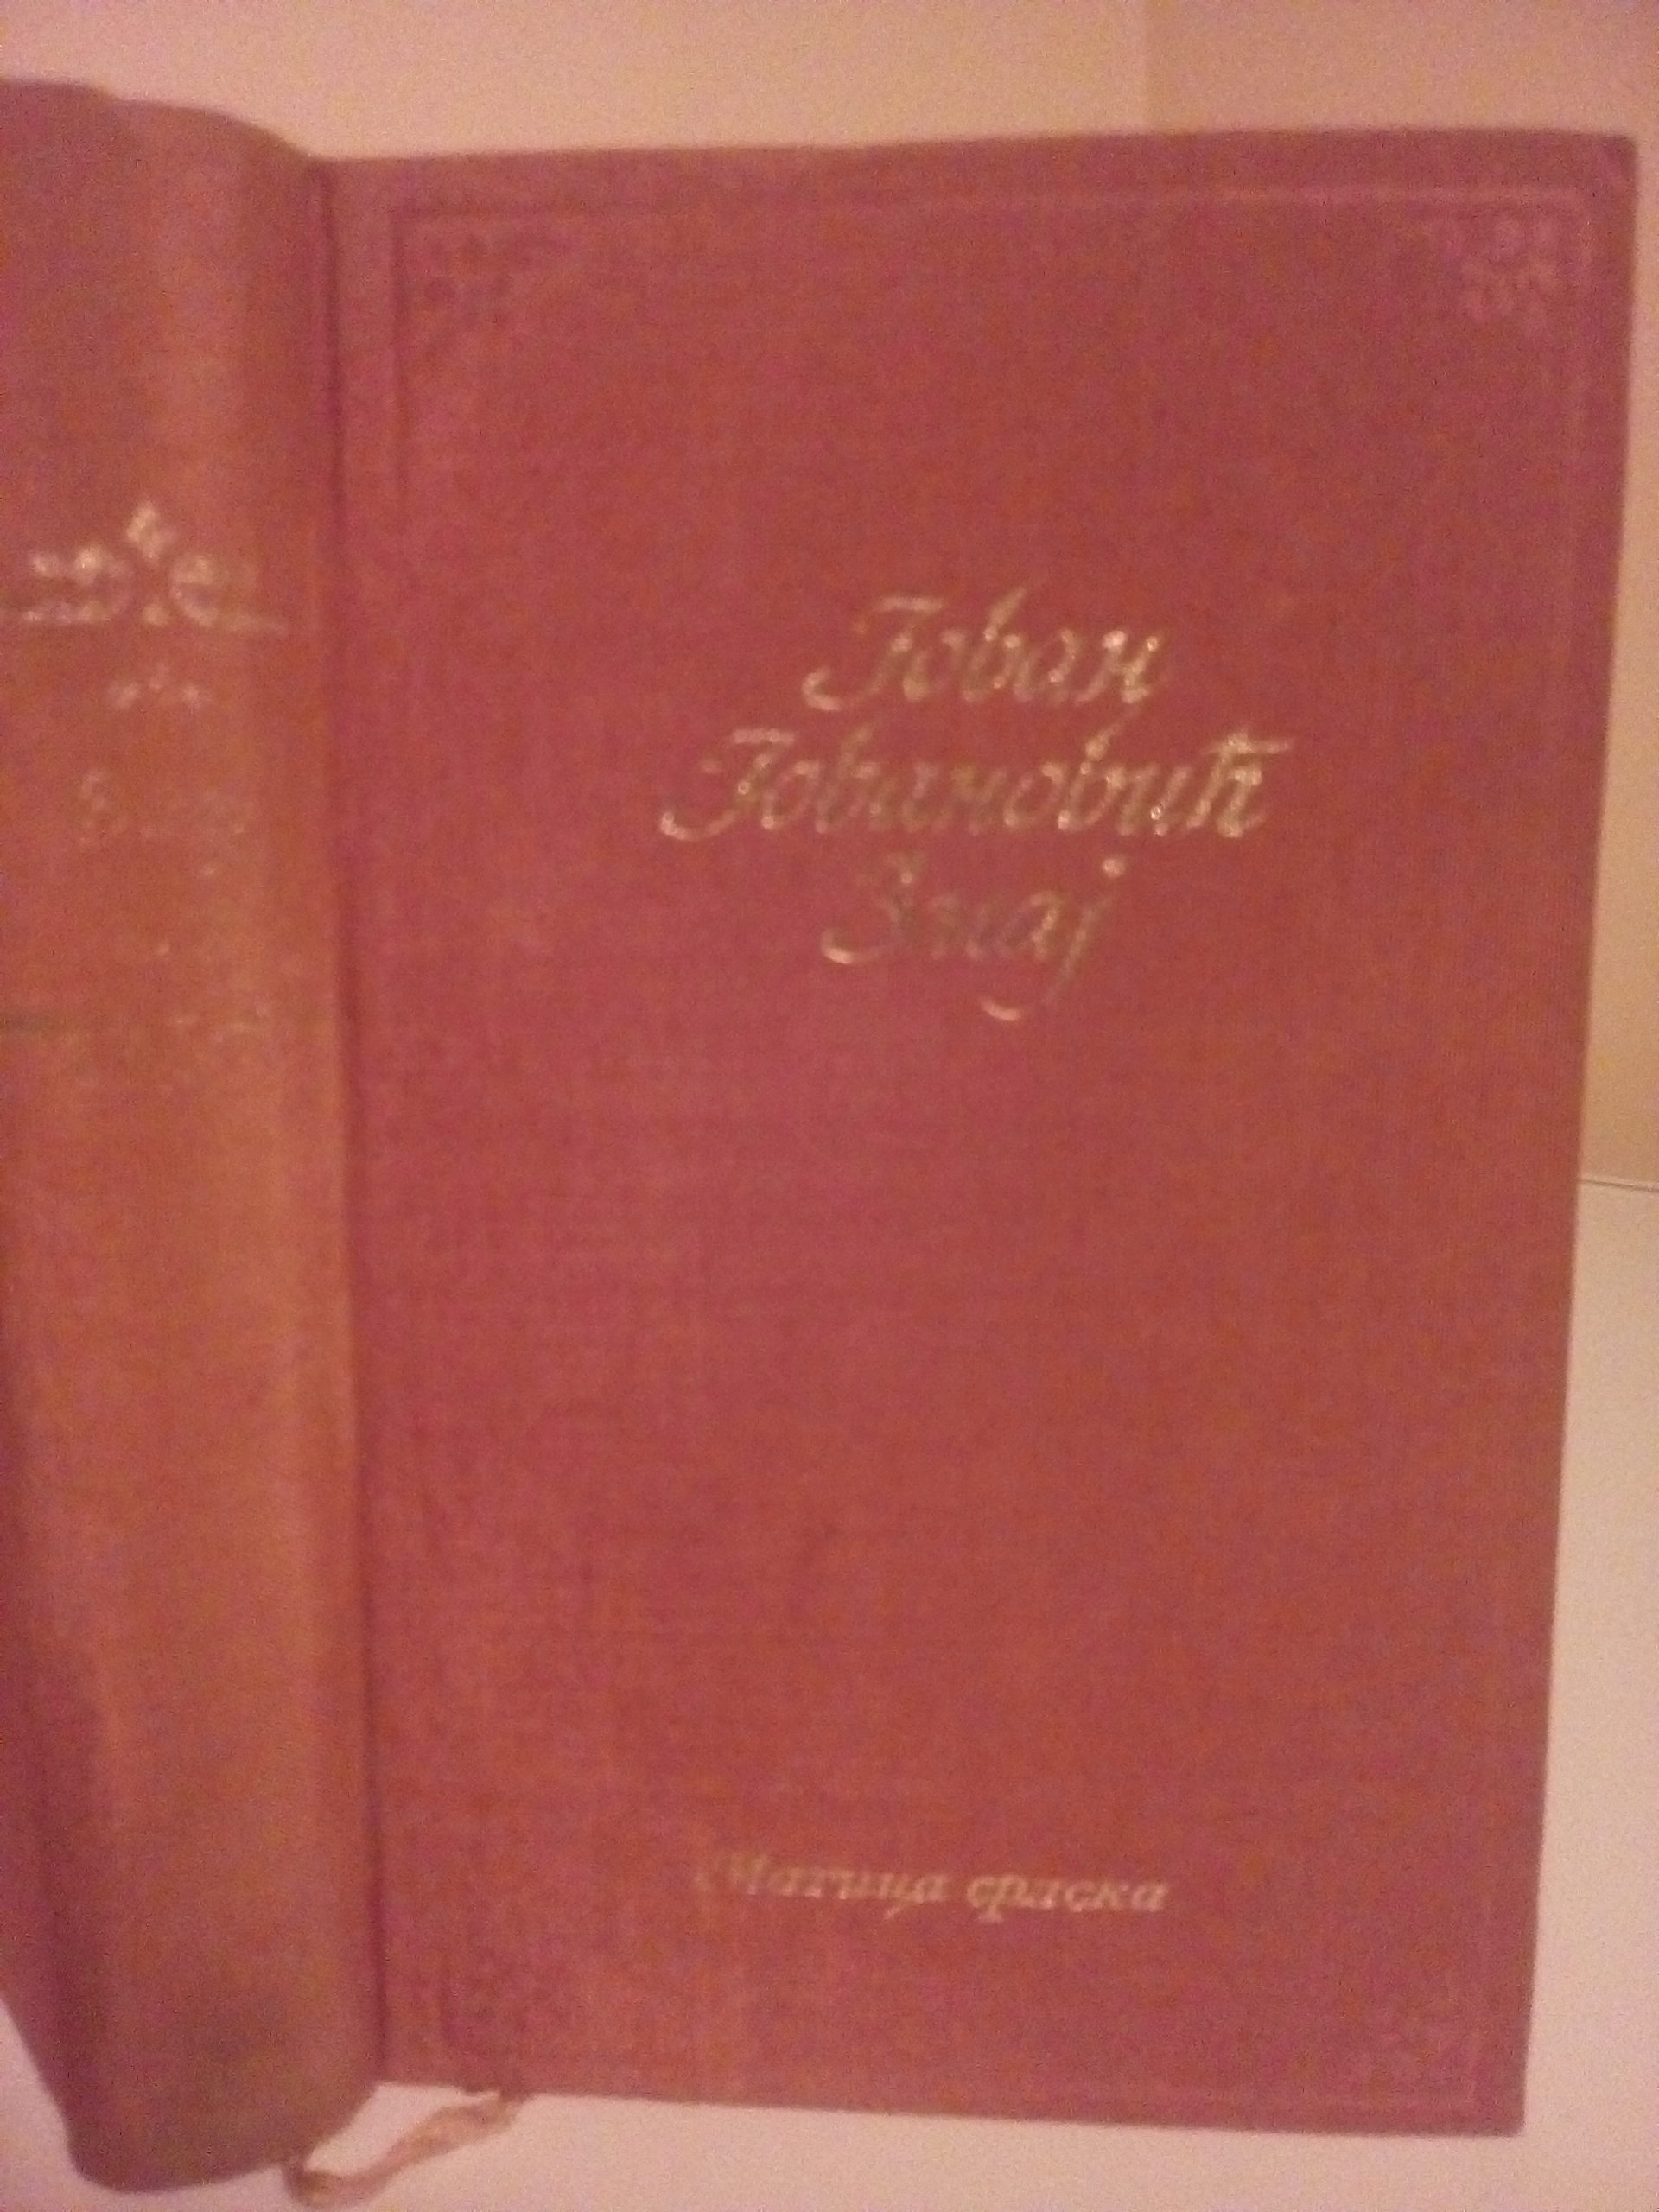 Јован
Јовановић
Змај
Матица српска